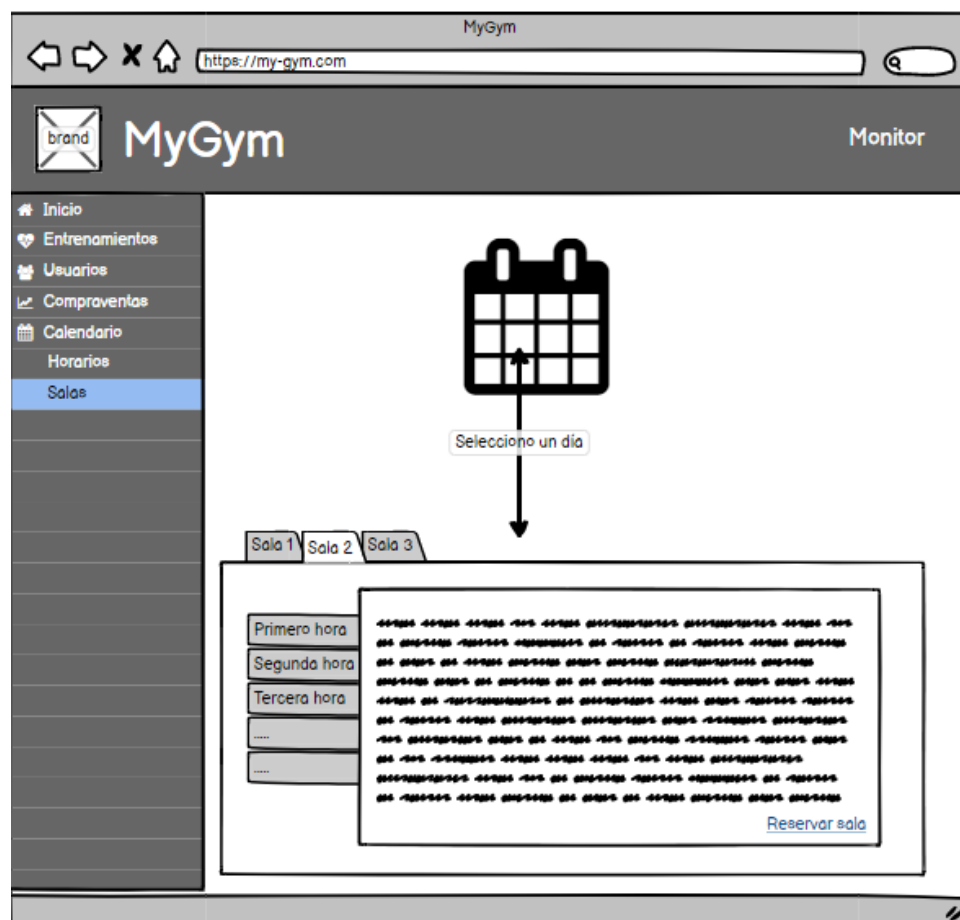 MyGym
https://my-gym.com
brand
MyGym
Monitor
Inicio
Entrenamientos
Usuarios
Compraventas
Calendario
Horarios
Salas
Selecciono un día
Sala 1
Sala 2
Sala 3
Primero hora
Segunda hora
Tercera hora
.....
.....
Reservar sala